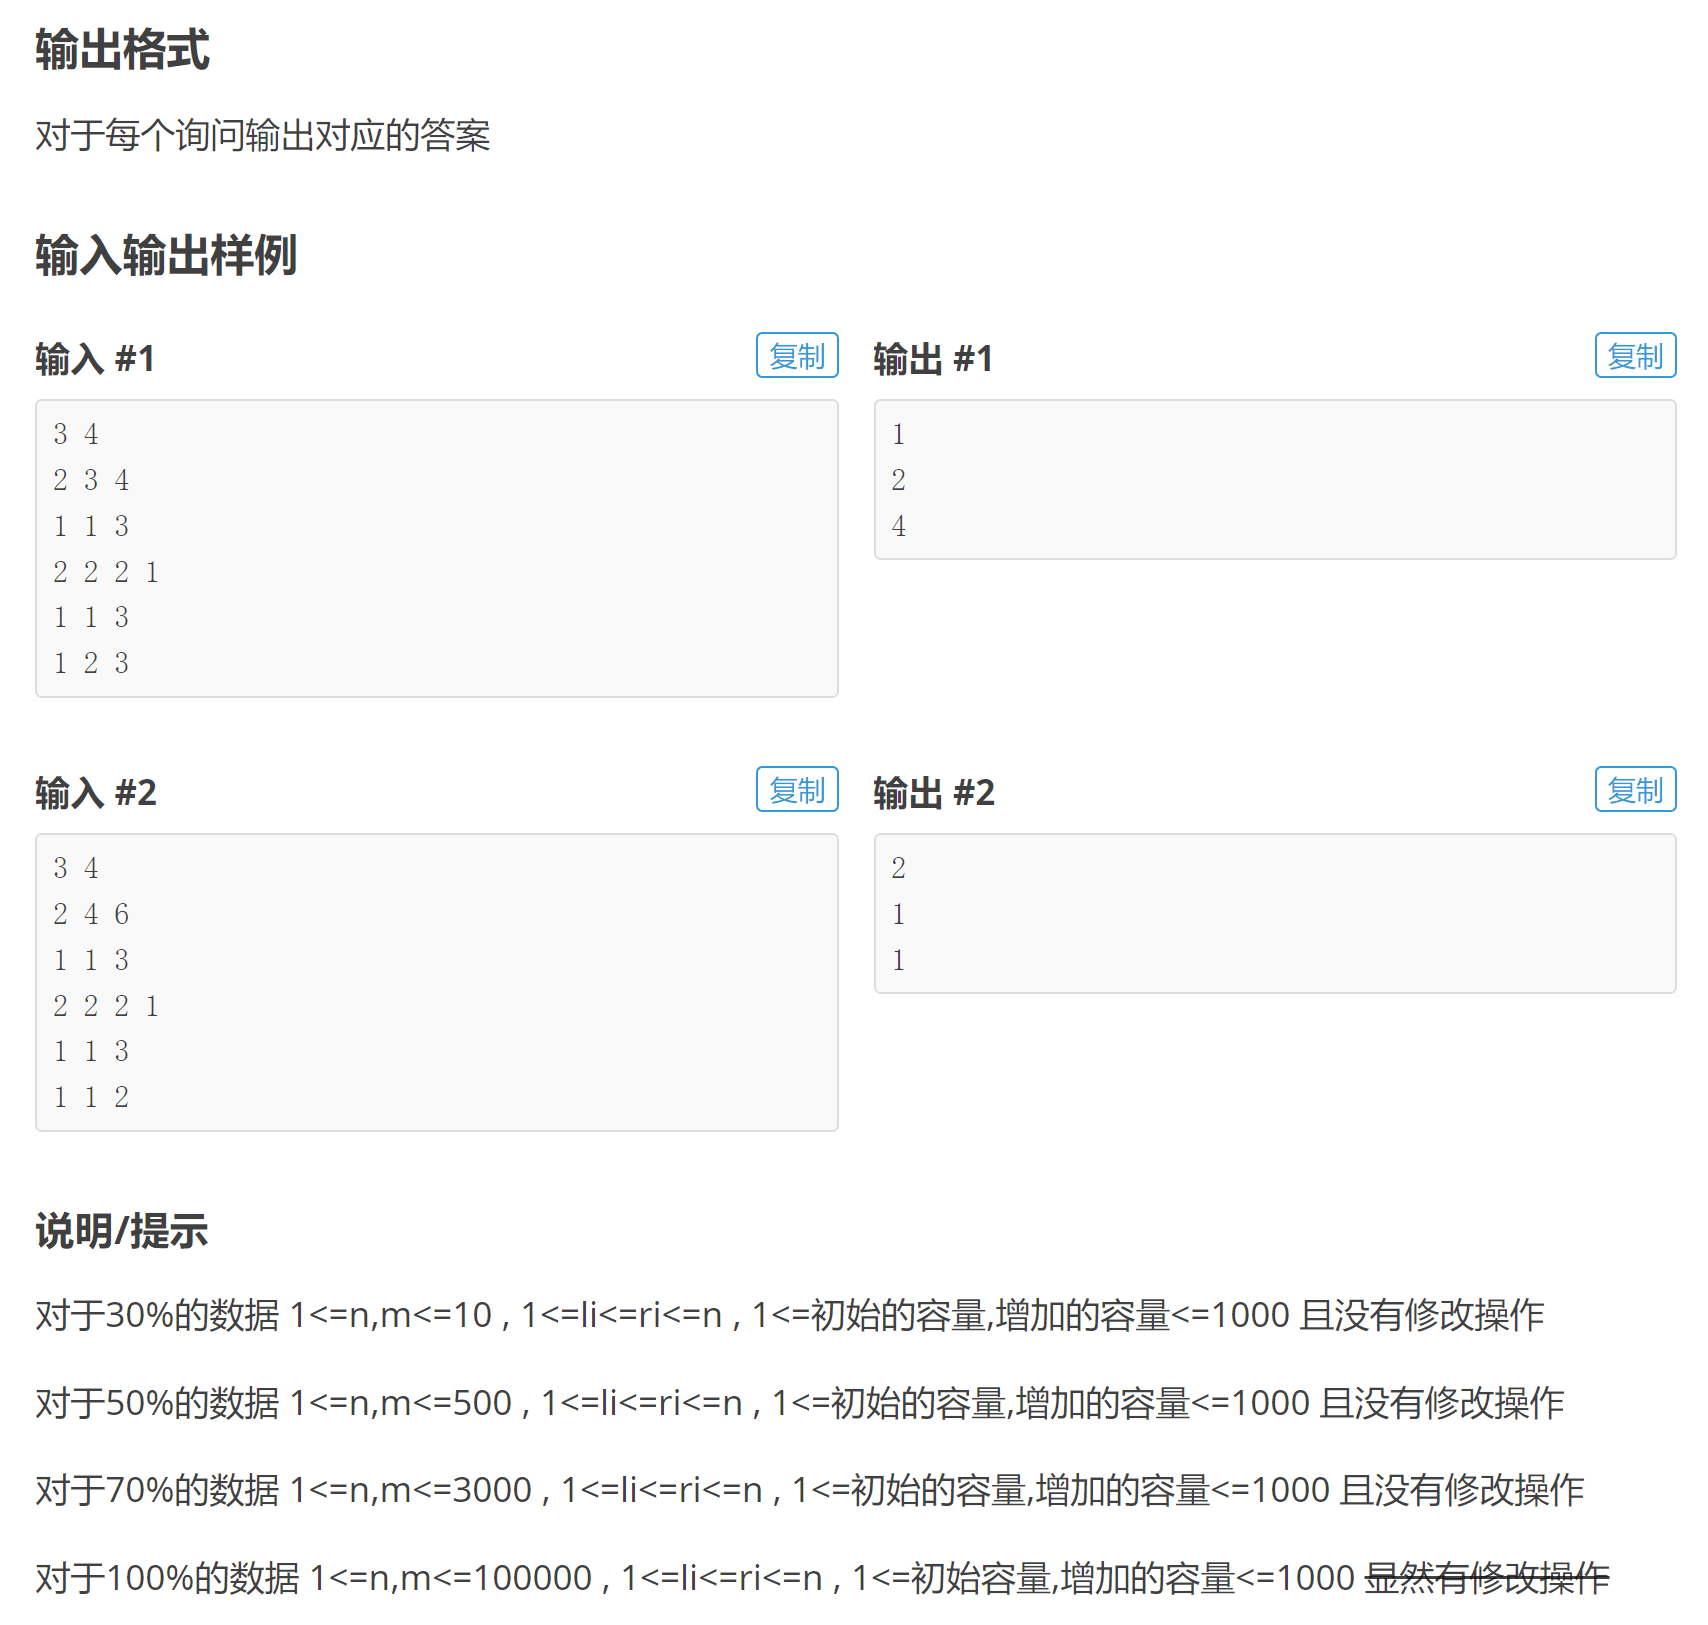 输出格式
对于每个询问输出对应的答案
输入输出样例
输入 #1
复制
3 4
2 3 4
1 1 3
2 2 2 1
1 1 3
1 2 3
输出 #1
复制
1
2
4
输入 #2
复制
3 4
2 4 6
1 1 3
2 2 2 1
1 1 3
1 1 2
输出 #2
复制
2
1
1
说明/提示
对于30%的数据 1<=n,m<=10 , 1<=li<=ri<=n , 1<=初始的容量,增加的容量<=1000 且没有修改操作
对于50%的数据 1<=n,m<=500 , 1<=li<=ri<=n , 1<=初始的容量,增加的容量<=1000 且没有修改操作
对于70%的数据 1<=n,m<=3000 , 1<=li<=ri<=n , 1<=初始的容量,增加的容量<=1000 且没有修改操作
对于100%的数据 1<=n,m<=100000 , 1<=li<=ri<=n , 1<=初始容量,增加的容量<=1000 显然有修改操作